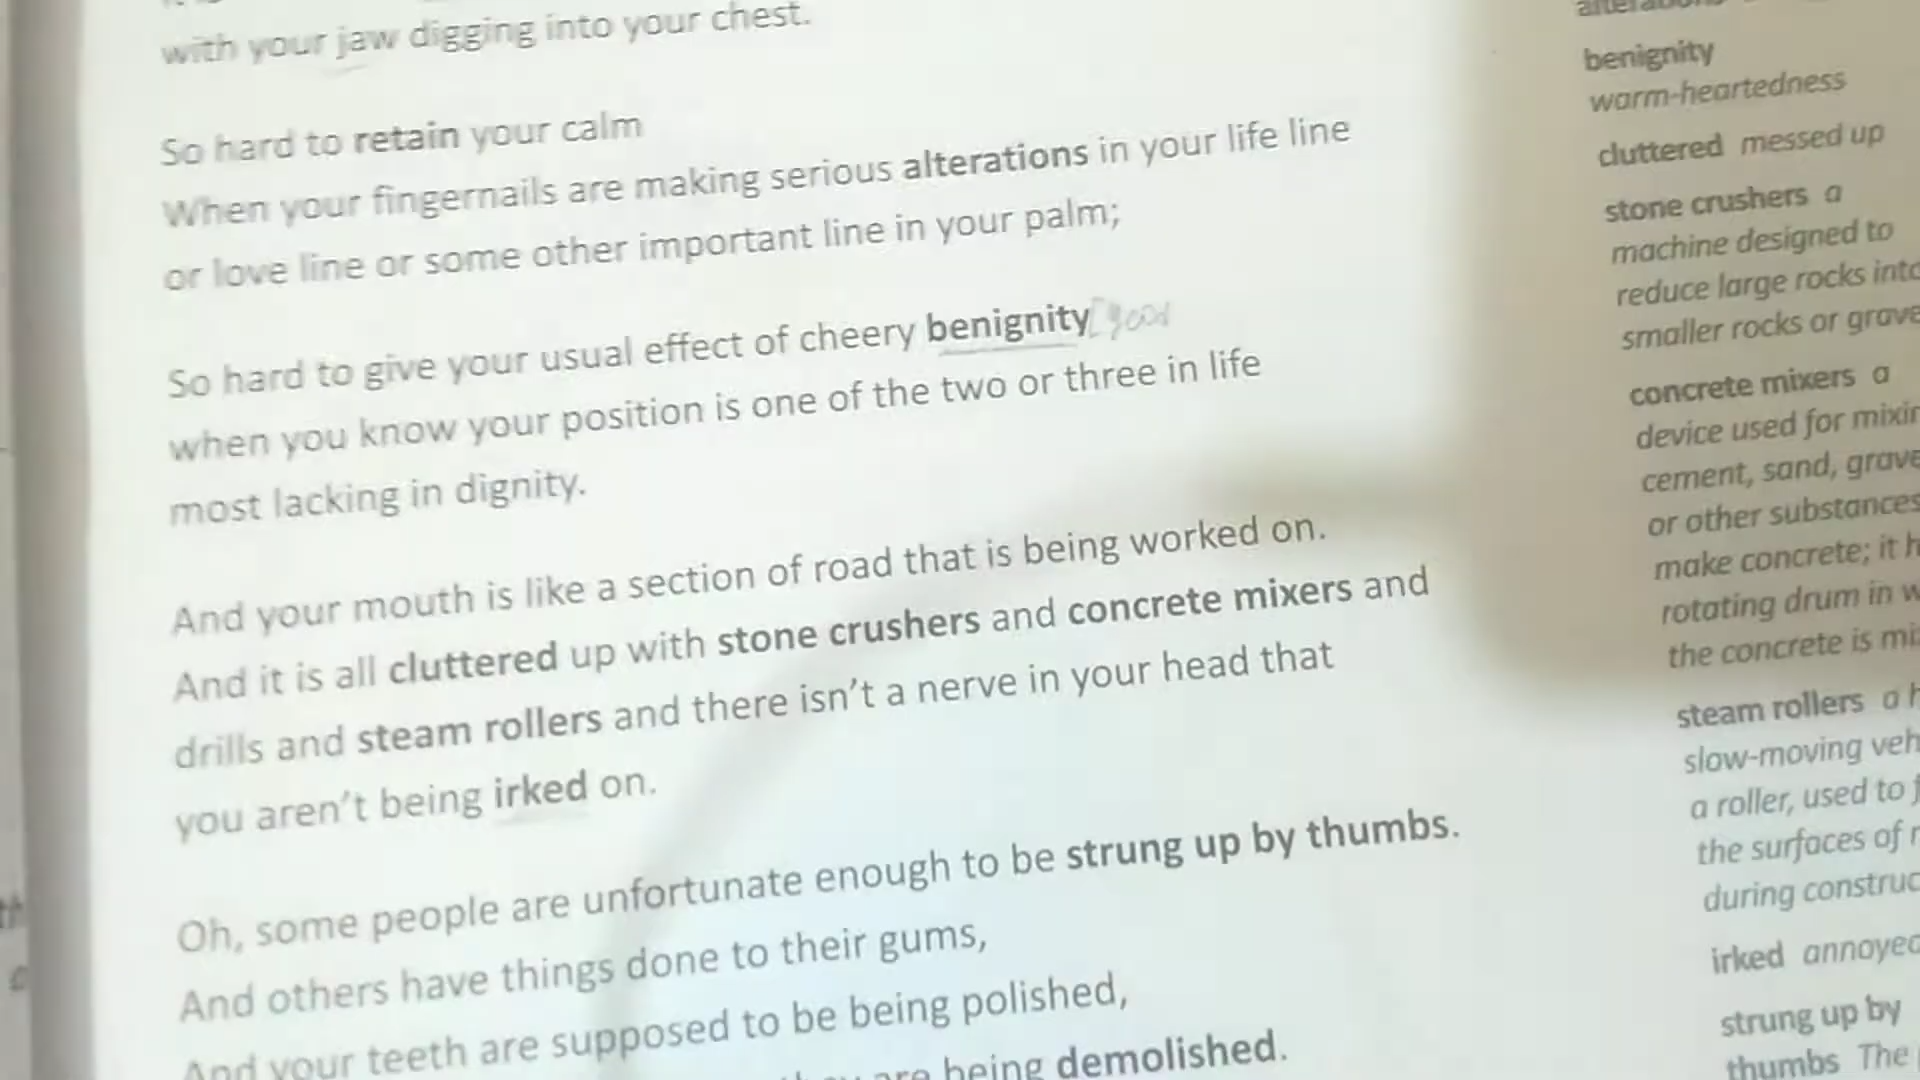 with your jaw digging into your chest.
So hard to retain your calm
When your fingernails are making serious alterations in your life line
or love line or some other important line in your palm;
So hard to give your usual effect of cheery benignity [good
when you know your position is one of the two or three in life
most lacking in dignity.
And your mouth is like a section of road that is being worked on.
And it is all cluttered up with stone crushers and concrete mixers and
drills and steam rollers and there isn't a nerve in your head that
you aren't being irked on.
Oh, some people are unfortunate enough to be strung up by thumbs.
And others have things done to their gums,
And your teeth are supposed to be being polished,
are being demolished.
benignity
warm-heartedness
cluttered messed up
stone crushers a
machine designed to
reduce large rocks into
smaller rocks or grave
concrete mixers a
device used for mixin
cement, sand, grave
or other substances
make concrete; it h
rotating drum in w
the concrete is mi
steam rollers a h
slow-moving veh
a roller, used to f
the surfaces of r
during construc
irked annoyed
strung up by
thumbs The